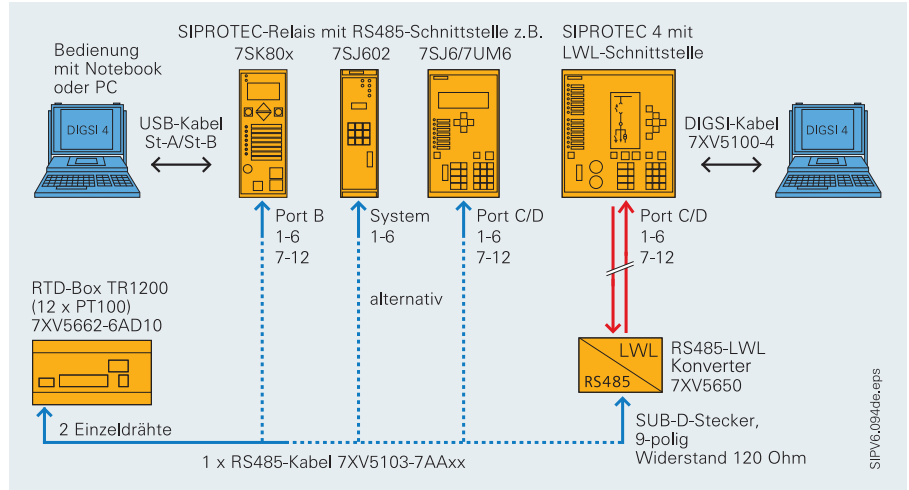 SIPROTEC-Relais mit RS485-Schnittstelle z.B.
7SK80x
7SJ602
7SJ6/7UM6
SIPROTEC 4 mit
LWL-Schnittstelle
Bedienung
mit Notebook
oder PC
DIGSI 4
USB-Kabel
St-A/St-B
DIGSI-Kabel
7XV5100-4
DIGSI 4
Port B
1-6
7-12
System
1-6
Port C/D
1-6
7-12
Port C/D
1-6
7-12
alternativ
RTD-Box TR1200
(12 x PT100)
7XV5662-6AD10
LWL
RS485
RS485-LWL
Konverter
7XV5650
2 Einzeldrähte
SUB-D-Stecker,
9-polig
Widerstand 120 Ohm
1 x RS485-Kabel 7XV5103-7AAxx
SIPV6.094de.eps